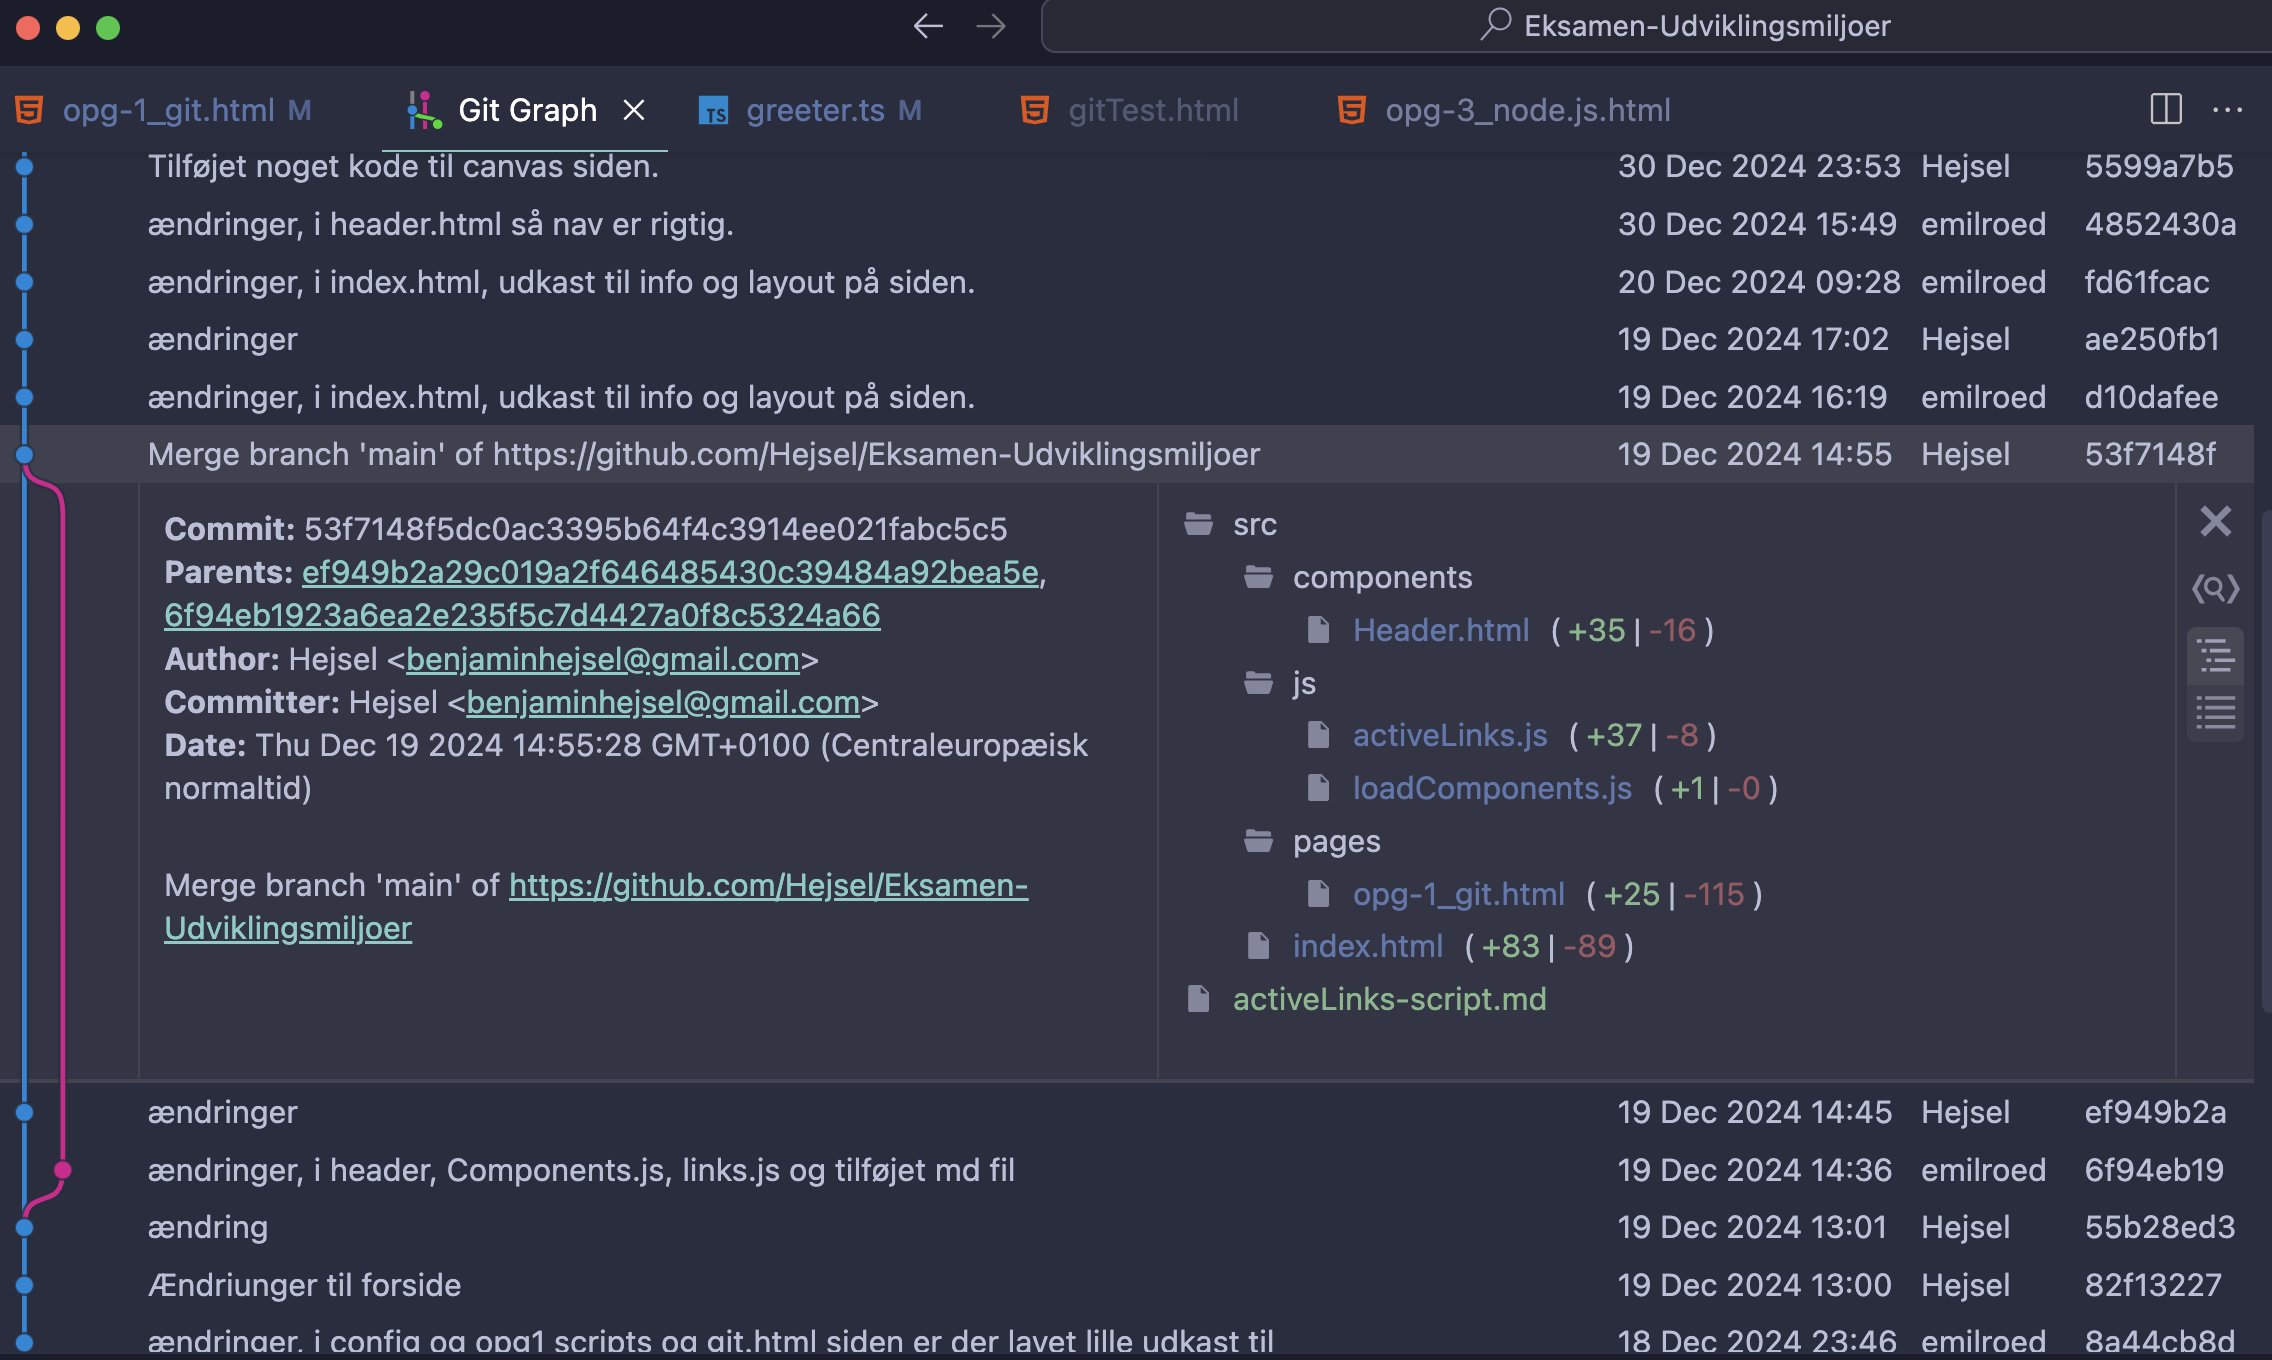 Eksamen-Udviklingsmiljoer
opg-1_git.html M Git Graph greeter.ts M gitTest.html opg-3_node.js.html
Tilføjet noget kode til canvas siden. 30 Dec 2024 23:53 Hejsel 5599a7b5
ændringer, i header.html så nav er rigtig. 30 Dec 2024 15:49 emilroed 4852430a
ændringer, i index.html, udkast til info og layout på siden. 20 Dec 2024 09:28 emilroed fd61fcac
ændringer 19 Dec 2024 17:02 Hejsel ae250fb1
ændringer, i index.html, udkast til info og layout på siden. 19 Dec 2024 16:19 emilroed d10dafee
Merge branch 'main' of https://github.com/Hejsel/Eksamen-Udviklingsmiljoer 19 Dec 2024 14:55 Hejsel 53f7148f
Commit: 53f7148f5dc0ac3395b64f4c3914ee021fabc5c5
Parents: ef949b2a29c019a2f646485430c39484a92bea5e,
6f94eb1923a6ea2e235f5c7d4427a0f8c5324a66
Author: Hejsel <benjaminhejsel@gmail.com>
Committer: Hejsel <benjaminhejsel@gmail.com>
Date: Thu Dec 19 2024 14:55:28 GMT+0100 (Centraleuropæisk
normaltid)
Merge branch 'main' of https://github.com/Hejsel/Eksamen-
Udviklingsmiljoer
src
components
Header.html (+35|-16)
js
activeLinks.js (+37|-8)
loadComponents.js (+1|-0)
pages
opg-1_git.html (+25|-115)
index.html (+83|-89)
activeLinks-script.md
ændringer 19 Dec 2024 14:45 Hejsel ef949b2a
ændringer, i header, Components.js, links.js og tilføjet md fil 19 Dec 2024 14:36 emilroed 6f94eb19
ændring 19 Dec 2024 13:01 Hejsel 55b28ed3
Ændriunger til forside 19 Dec 2024 13:00 Hejsel 82f13227
ændringer, i config og opg1 scripts og git.html siden er der lavet lille udkast til 18 Dec 2024 23:46 emilroed 8a44cb8d